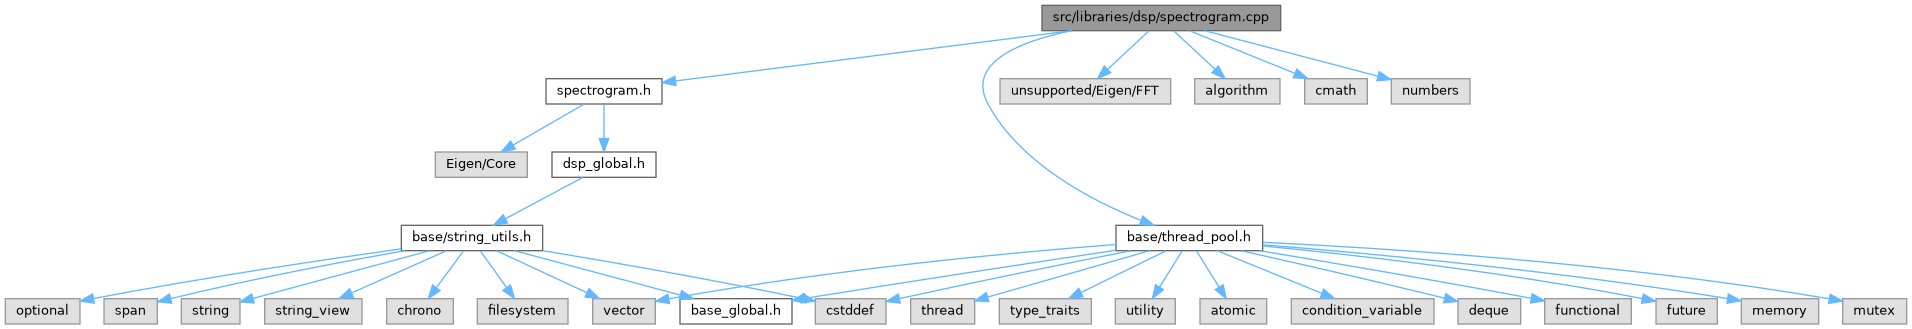 src/libraries/dsp/spectrogram.cpp
spectrogram.h
unsupported/Eigen/FFT
algorithm
cmath
numbers
Eigen/Core
dsp_global.h
base/string_utils.h
base/thread_pool.h
optional
span
string
string_view
chrono
filesystem
vector
base_global.h
cstddef
thread
type_traits
utility
atomic
condition_variable
deque
functional
future
memory
mutex